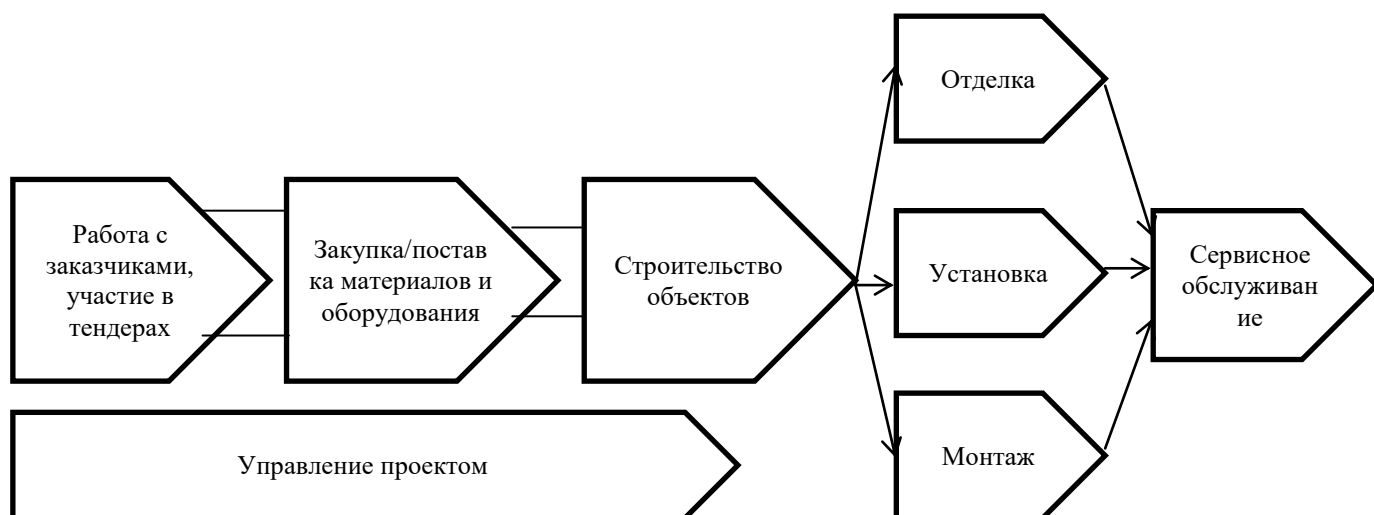 Работа с
заказчиками,
участие в
тендерах
Закупка/постав
ка материалов и
оборудования
Строительство
объектов
Отделка
Установка
Монтаж
Сервисное
обслуживан
ие
Управление проектом